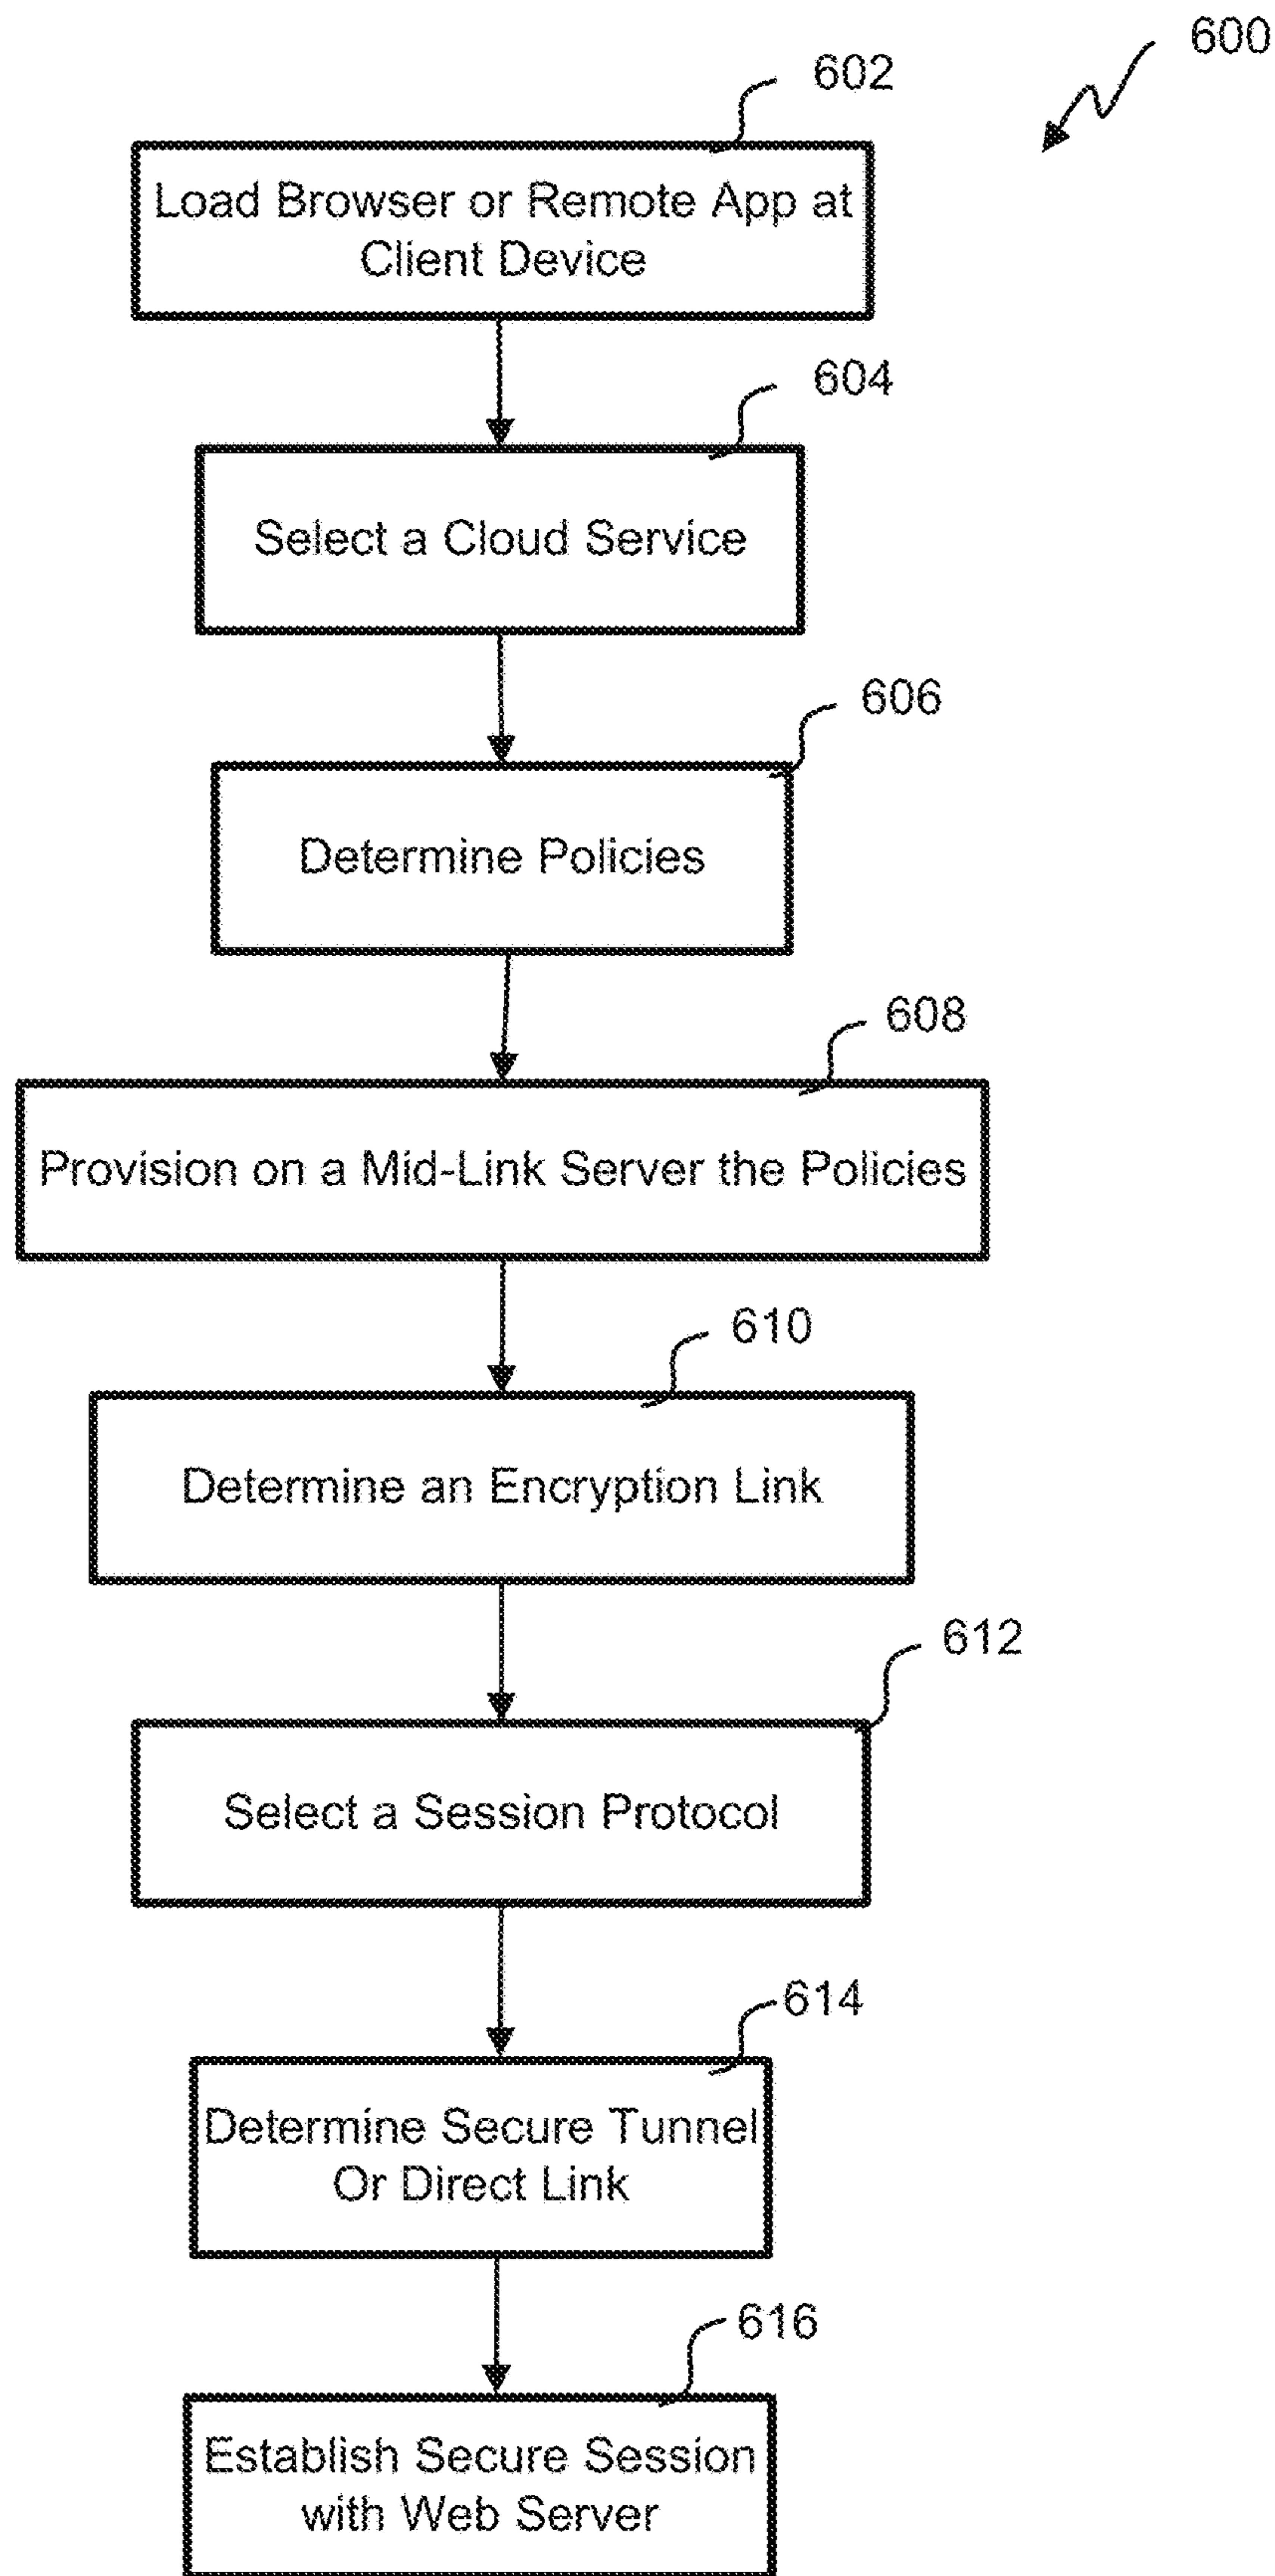 600
602
Load Browser or Remote App at
Client Device
604
Select a Cloud Service
606
Determine Policies
608
Provision on a Mid-Link Server the Policies
610
Determine an Encryption Link
612
Select a Session Protocol
614
Determine Secure Tunnel
Or Direct Link
616
Establish Secure Session
with Web Server